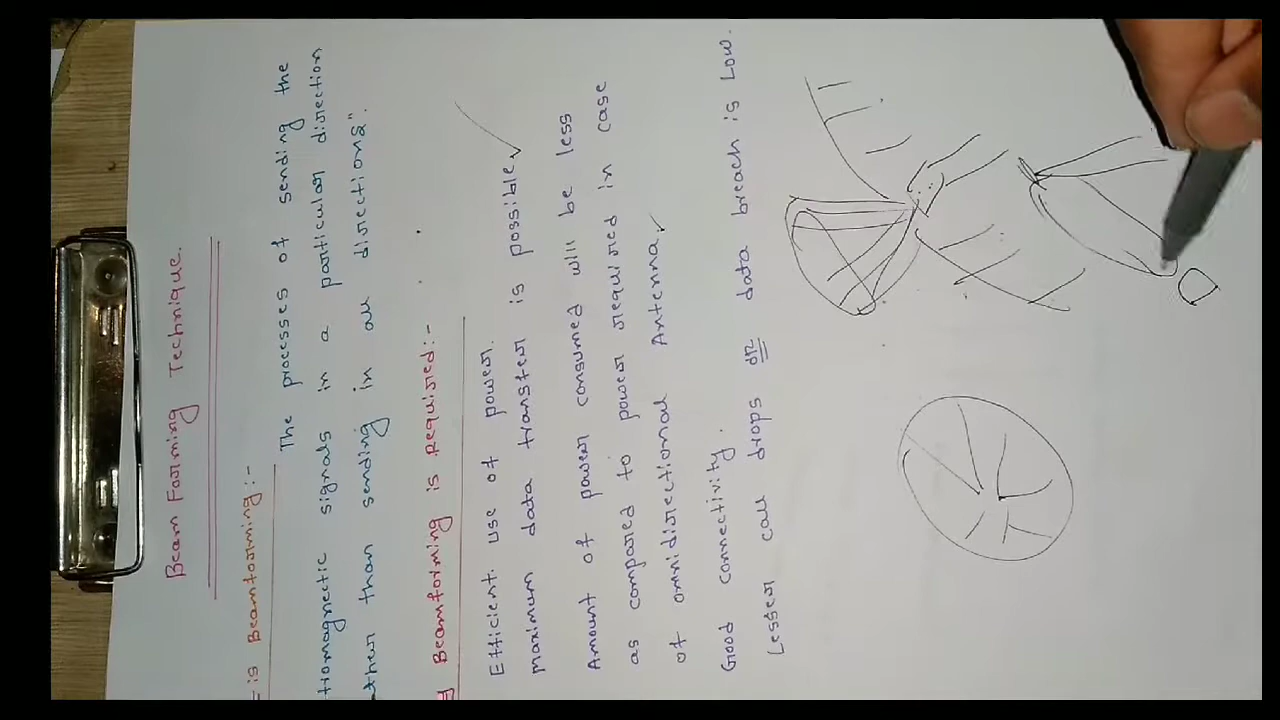 Beam Forming Technique.
is Beamforming:-
The processes of sending the
tromagnetic signals in a particular direction
ther than sending in all directions".
y Beamforming is required:-
Efficient use of power.
maximum data transfer is possible.
Amount of power consumed will be less
as compared to power required in case
of omnidirectional Antenna
Good connectivity.
Lesser call drops or data breach is Low.